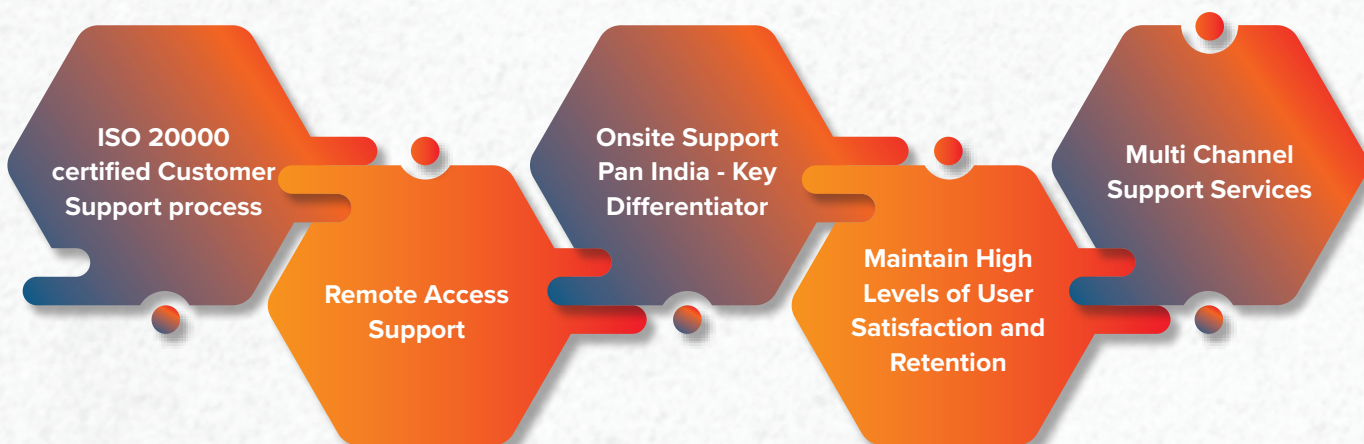 ISO 20000
certified Customer
Support process
Remote Access
Support
Onsite Support
Pan India - Key
Differentiator
Maintain High
Levels of User
Satisfaction and
Retention
Multi Channel
Support Services